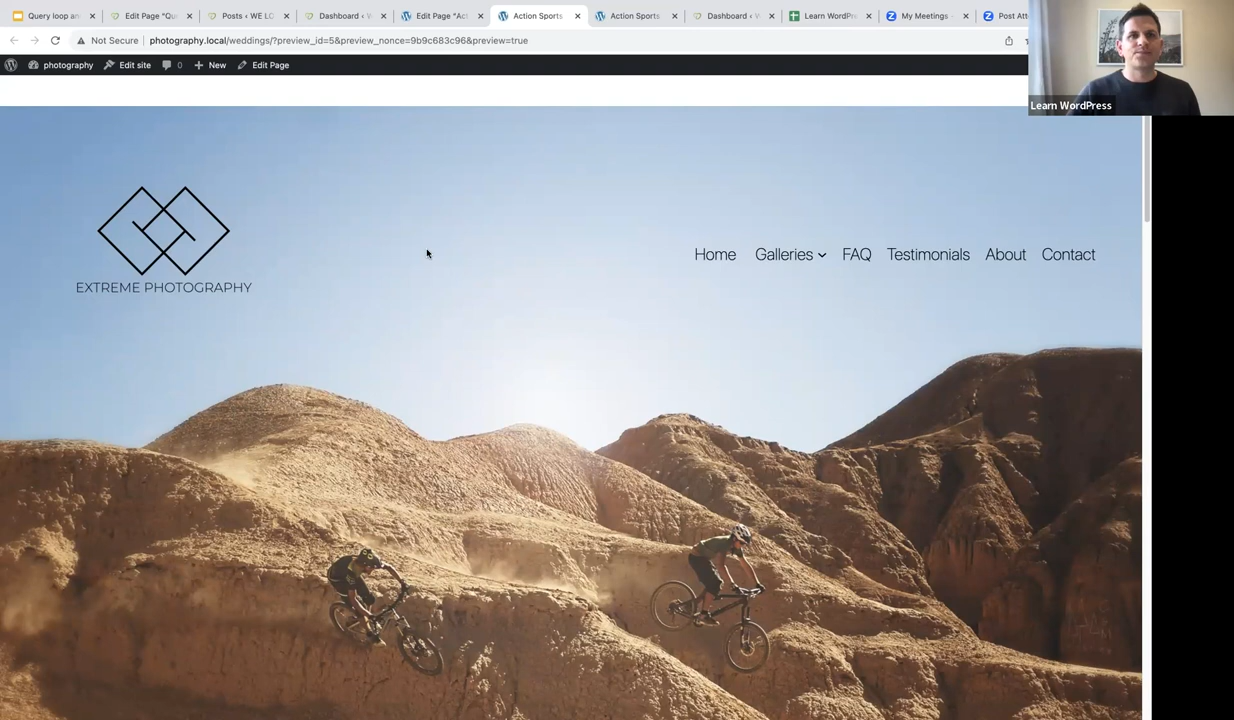 Query loop an
Edit Page "Qu
Posts ‹ WE LC
Dashboard ‹
Edit Page "Ac
Action Sports
Action Sports
Dashboard ‹
Learn WordPre
My Meetings -
Post Att
Not Secure
photography.local/weddings/?preview_id=5&preview_nonce=9b9c683c96&preview=true
photography
Edit site
0
New
Edit Page
Learn WordPress
EXTREME PHOTOGRAPHY
Home Galleries FAQ Testimonials About Contact